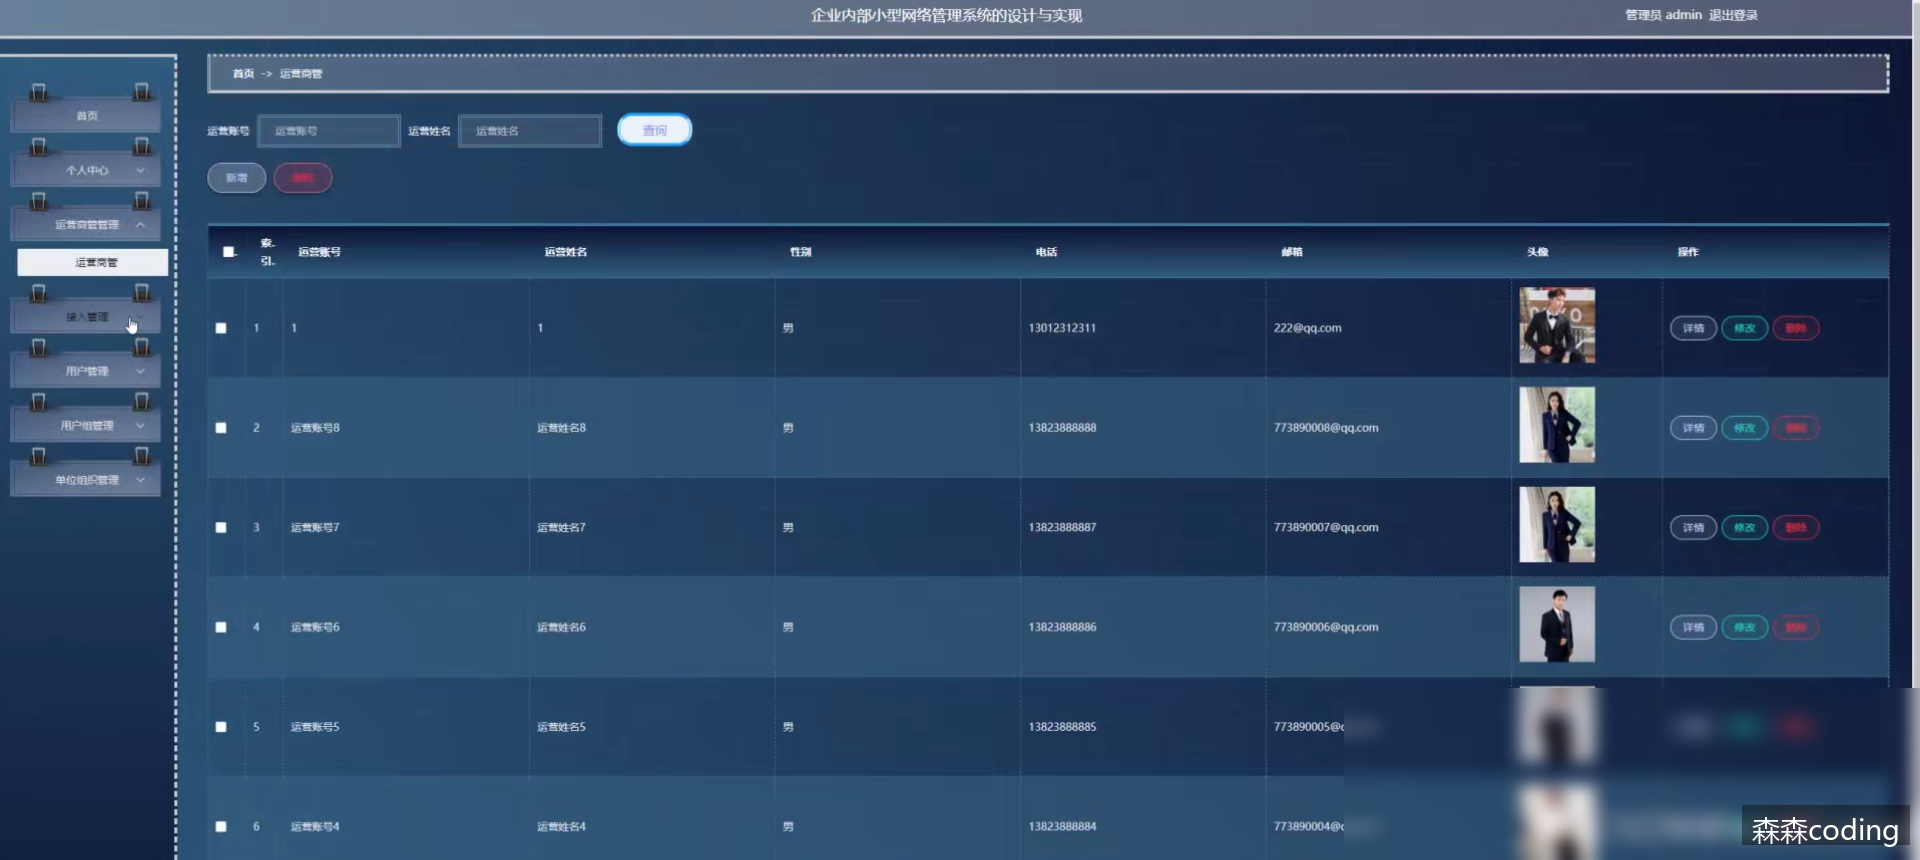 企业内部小型网络管理系统的设计与实现
管理员 admin 退出登录
首页 -> 运营商管
首页
个人中心
运营商管管理
运营商管
接入管理
用户管理
用户组管理
单位组织管理
运营账号 运营账号 运营姓名 运营姓名 查询
新增 删除
索引 运营账号 运营姓名 性别 电话 邮箱 头像 操作
1 1 1 男 13012312311 222@qq.com 详情 修改 删除
2 运营账号8 运营姓名8 男 13823888888 773890008@qq.com 详情 修改 删除
3 运营账号7 运营姓名7 男 13823888887 773890007@qq.com 详情 修改 删除
4 运营账号6 运营姓名6 男 13823888886 773890006@qq.com 详情 修改 删除
5 运营账号5 运营姓名5 男 13823888885 773890005@
6 运营账号4 运营姓名4 男 13823888884 773890004@
森森coding